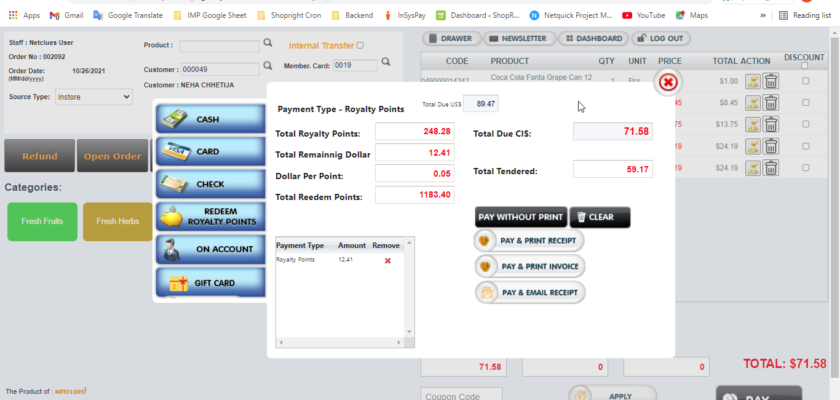 Apps Gmail Google Translate IMP Google Sheet Shopright Cron Backend InSysPay Dashboard ‹ ShopR... Netquick Project M... YouTube Maps » Reading list
Staff : Netclues User
Order No : 002092
Order Date: 10/26/2021
(MM/dd/yyyy)
Source Type: Instore
Product :
Customer : 000049
Customer : NEHA CHHETIJA
Internal Transfer
Member. Card: 0019
DRAWER NEWSLETTER DASHBOARD LOG OUT
CODE PRODUCT QTY UNIT PRICE TOTAL ACTION DISCOUNT
Coca Cola Fanta Grape Can 12
$1.00
45 $8.45
75 $13.75
19 $24.19
19 $24.19
Refund Open Order
Categories:
Fresh Fruits Fresh Herbs
CASH
CARD
CHECK
REDEEM
ROYALTY POINTS
ON ACCOUNT
GIFT CARD
Payment Type - Royalty Points
Total Due US$ 89.47
Total Royalty Points: 248.28
Total Remainnig Dollar 12.41
Dollar Per Point: 0.05
Total Reedem Points: 1183.40
Total Due CI$: 71.58
Total Tendered: 59.17
PAY WITHOUT PRINT CLEAR
PAY & PRINT RECEIPT
PAY & PRINT INVOICE
PAY & EMAIL RECEIPT
Payment Type Amount Remove
Royalty Points 12.41
71.58 0 0
TOTAL: $71.58
Coupon Code APPLY PAY
The Product of : NETCLUES!